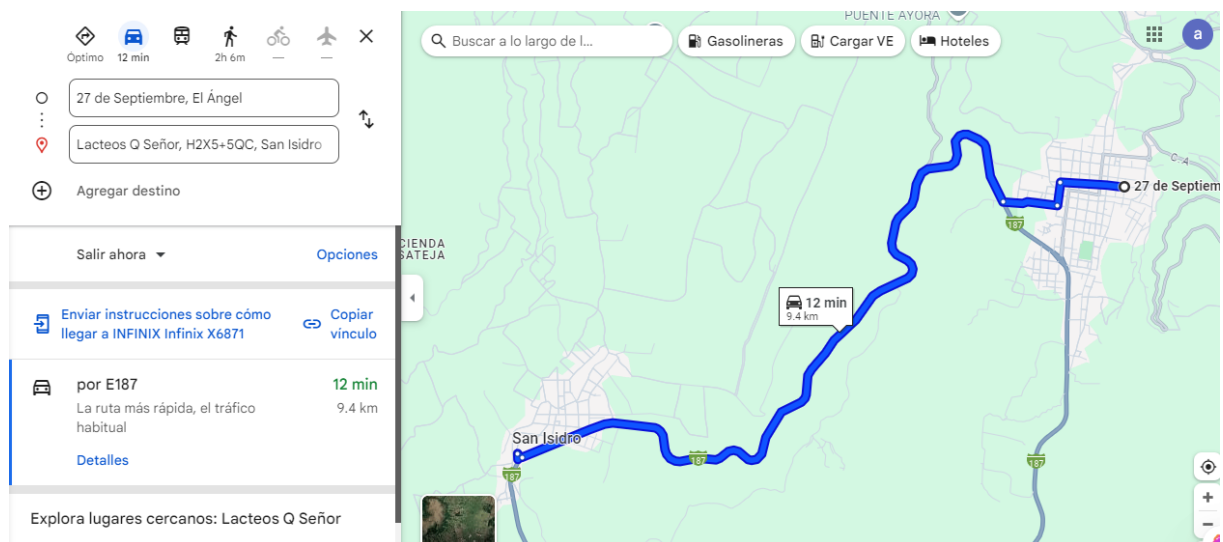 Óptimo
12 min
2h 6m
—
—
27 de Septiembre, El Ángel
Lacteos Q Señor, H2X5+5QC, San Isidro
Agregar destino
Salir ahora
Opciones
Enviar instrucciones sobre cómo
llegar a INFINIX Infinix X6871
Copiar
vínculo
por E187
12 min
La ruta más rápida, el tráfico
habitual
9.4 km
Detalles
Explora lugares cercanos: Lacteos Q Señor
PUENTE AYORA
Buscar a lo largo de l...
Gasolineras
Cargar VE
Hoteles
a
C. A
27 de Septiem
187
CIENDA
SATEJA
12 min
9.4 km
San Isidro
187
187
187